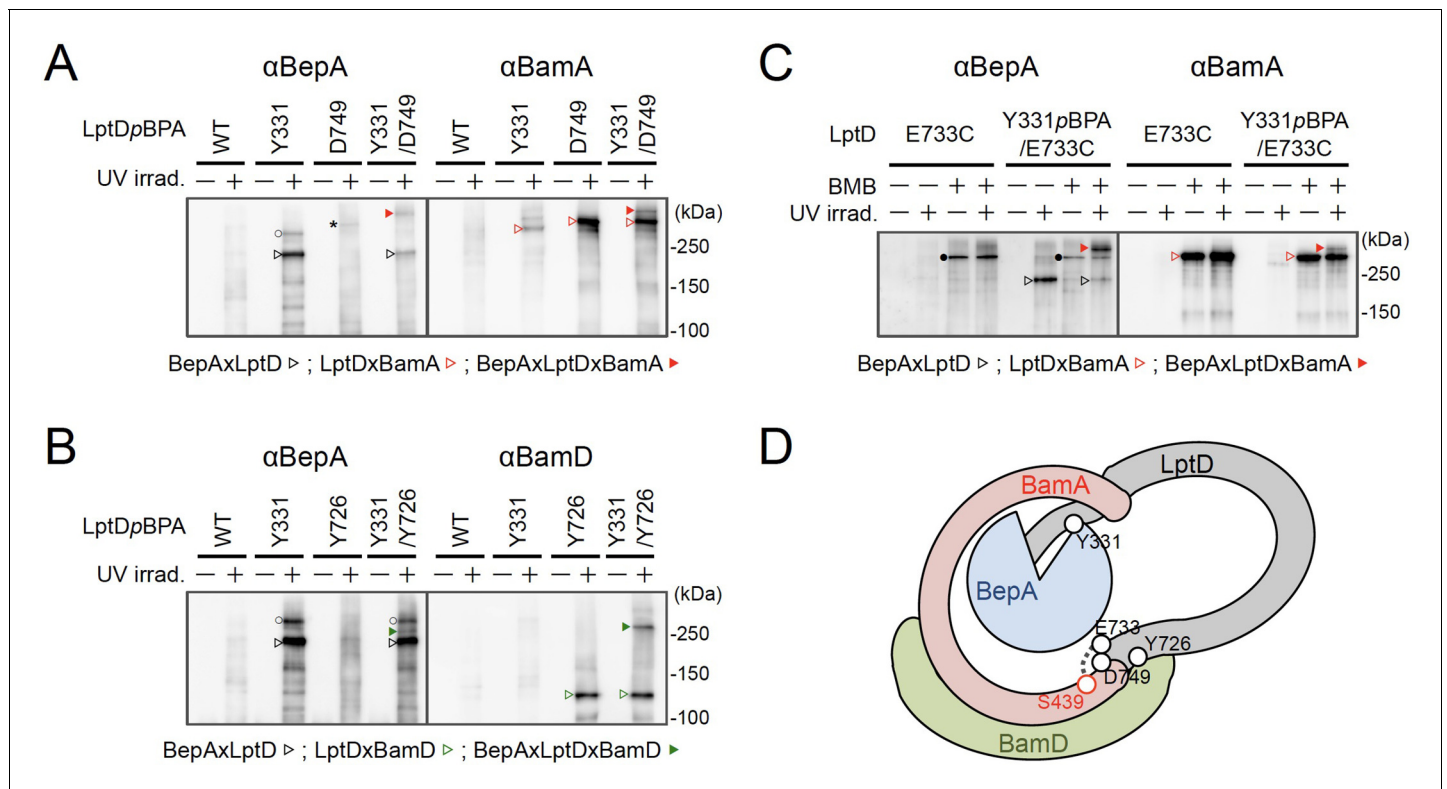 A
αBepA αBamA
LptDpBPA WT Y331 D749 Y331/D749 WT Y331 D749 Y331/D749
UV irrad. – + – + – + – + – + – + – + – +
*
(kDa)
-250
-150
-100
BepAxLptD ▷ ; LptDxBamA ▷ ; BepAxLptDxBamA ▶
B
αBepA αBamD
LptDpBPA WT Y331 Y726 Y331/Y726 WT Y331 Y726 Y331/Y726
UV irrad. – + – + – + – + – + – + – + – +
(kDa)
-250
-150
-100
BepAxLptD ▷ ; LptDxBamD ▷ ; BepAxLptDxBamD ▶
C
αBepA αBamA
LptD E733C Y331pBPA/E733C E733C Y331pBPA/E733C
BMB – – + + – – + + – – + + – – + +
UV irrad. – + – + – + – + – + – + – + – +
(kDa)
-250
-150
BepAxLptD ▷ ; LptDxBamA ▷ ; BepAxLptDxBamA ▶
D
LptD
BamA
Y331
BepA
E733
Y726
D749
S439
BamD